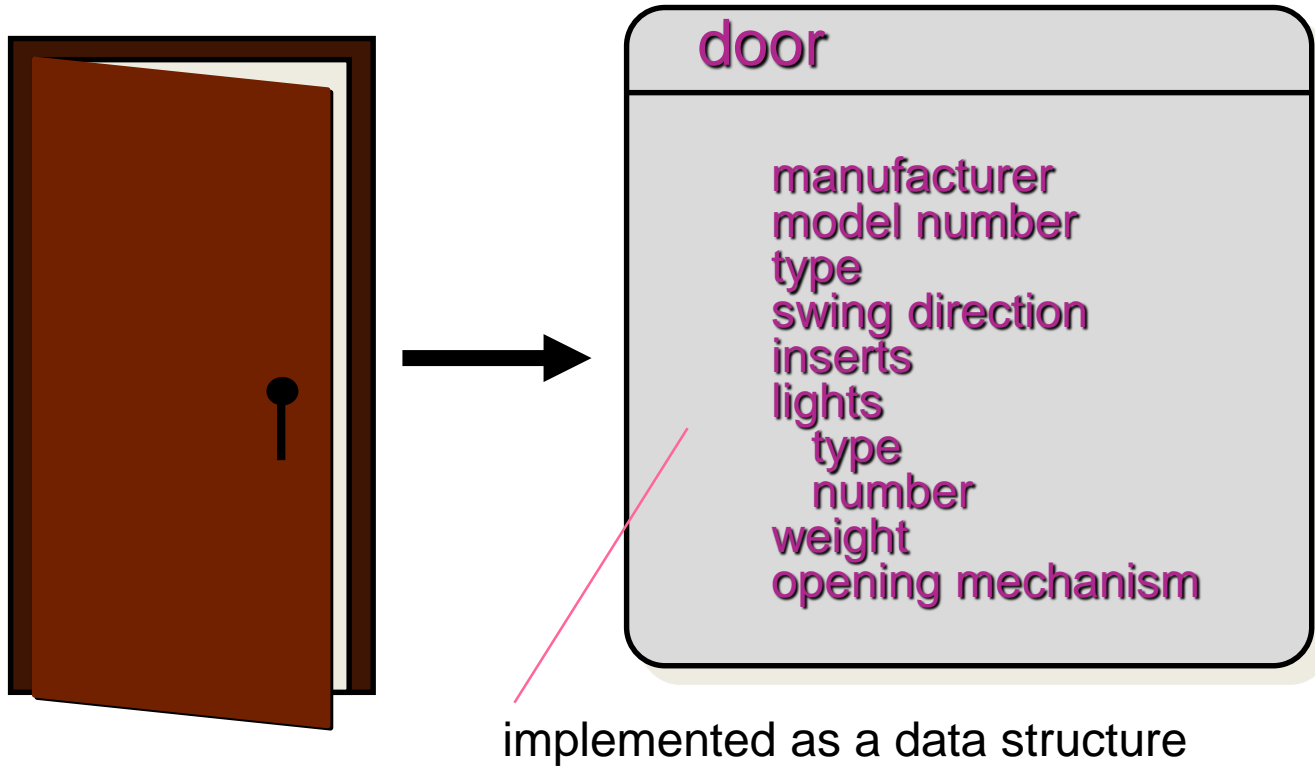 door
manufacturer
model number
type
swing direction
inserts
lights
type
number
weight
opening mechanism
implemented as a data structure